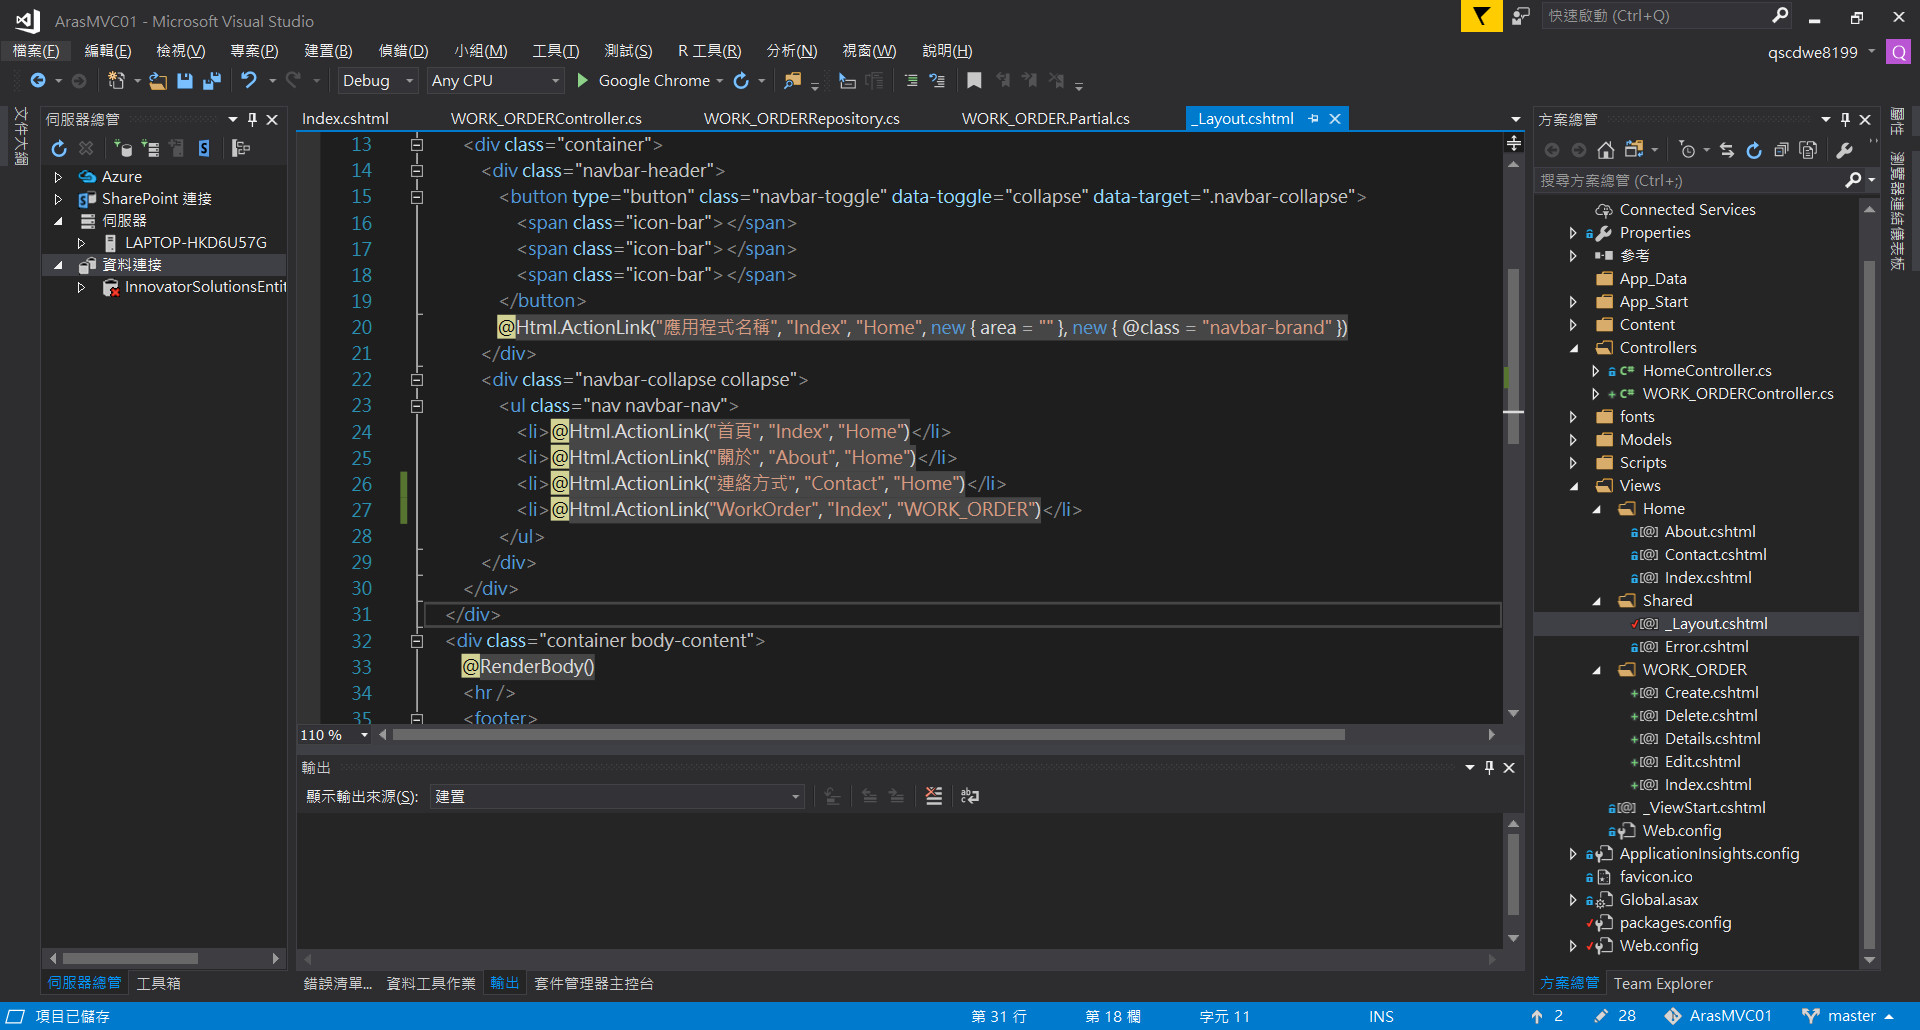 ArasMVC01 - Microsoft Visual Studio
快速啟動 (Ctrl+Q)
檔案(F) 編輯(E) 檢視(V) 專案(P) 建置(B) 偵錯(D) 小組(M) 工具(T) 測試(S) R 工具(R) 分析(N) 視窗(W) 說明(H)
qscdwe8199 Q
Debug Any CPU Google Chrome
文件大綱
伺服器總管
Azure
SharePoint 連接
伺服器
LAPTOP-HKD6U57G
資料連接
InnovatorSolutionsEntit
伺服器總管 工具箱
Index.cshtml WORK_ORDERController.cs WORK_ORDERRepository.cs WORK_ORDER.Partial.cs _Layout.cshtml
13 <div class="container">
14 <div class="navbar-header">
15 <button type="button" class="navbar-toggle" data-toggle="collapse" data-target=".navbar-collapse">
16 <span class="icon-bar"></span>
17 <span class="icon-bar"></span>
18 <span class="icon-bar"></span>
19 </button>
20 @Html.ActionLink("應用程式名稱", "Index", "Home", new { area = "" }, new { @class = "navbar-brand" })
21 </div>
22 <div class="navbar-collapse collapse">
23 <ul class="nav navbar-nav">
24 <li>@Html.ActionLink("首頁", "Index", "Home")</li>
25 <li>@Html.ActionLink("關於", "About", "Home")</li>
26 <li>@Html.ActionLink("連絡方式", "Contact", "Home")</li>
27 <li>@Html.ActionLink("WorkOrder", "Index", "WORK_ORDER")</li>
28 </ul>
29 </div>
30 </div>
31 </div>
32 <div class="container body-content">
33 @RenderBody()
34 <hr />
35 <footer>
110 %
輸出
顯示輸出來源(S): 建置
錯誤清單... 資料工具作業 輸出 套件管理器主控台
方案總管
搜尋方案總管 (Ctrl+;)
Connected Services
Properties
參考
App_Data
App_Start
Content
Controllers
HomeController.cs
WORK_ORDERController.cs
fonts
Models
Scripts
Views
Home
About.cshtml
Contact.cshtml
Index.cshtml
Shared
_Layout.cshtml
Error.cshtml
WORK_ORDER
Create.cshtml
Delete.cshtml
Details.cshtml
Edit.cshtml
Index.cshtml
_ViewStart.cshtml
Web.config
ApplicationInsights.config
favicon.ico
Global.asax
packages.config
Web.config
方案總管 Team Explorer
屬性
瀏覽器連結儀表板
項目已儲存 第 31 行 第 18 欄 字元 11 INS 2 28 ArasMVC01 master